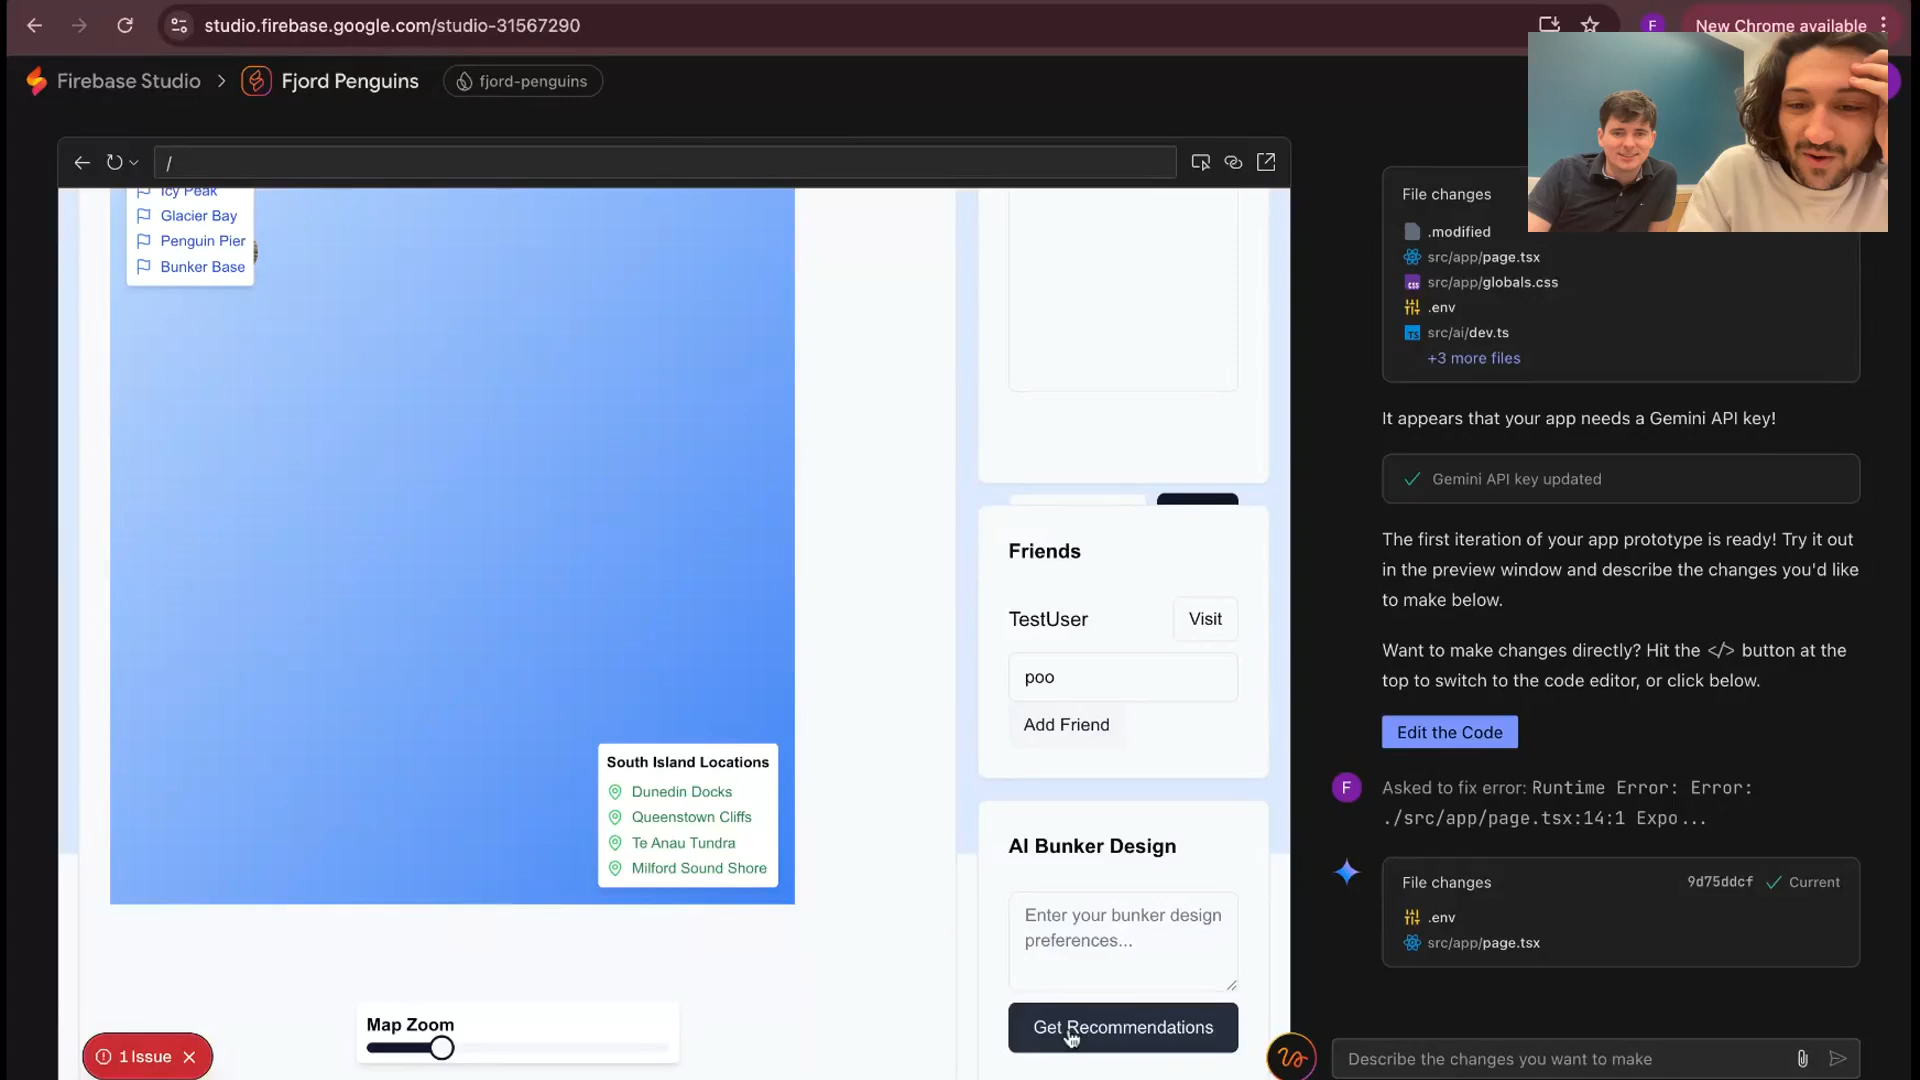 studio.firebase.google.com/studio-31567290
F
New Chrome available
Firebase Studio
Fjord Penguins
fjord-penguins
/
Icy Peak
Glacier Bay
Penguin Pier
Bunker Base
South Island Locations
Dunedin Docks
Queenstown Cliffs
Te Anau Tundra
Milford Sound Shore
Map Zoom
1 Issue
Friends
TestUser
Visit
poo
Add Friend
AI Bunker Design
Enter your bunker design
preferences...
Get Recommendations
File changes
.modified
src/app/page.tsx
css
src/app/globals.css
.env
TS
src/ai/dev.ts
+3 more files
It appears that your app needs a Gemini API key!
Gemini API key updated
The first iteration of your app prototype is ready! Try it out
in the preview window and describe the changes you'd like
to make below.
Want to make changes directly? Hit the </> button at the
top to switch to the code editor, or click below.
Edit the Code
F
Asked to fix error: Runtime Error: Error:
./src/app/page.tsx:14:1 Expo...
File changes
9d75ddcf
Current
.env
src/app/page.tsx
Describe the changes you want to make